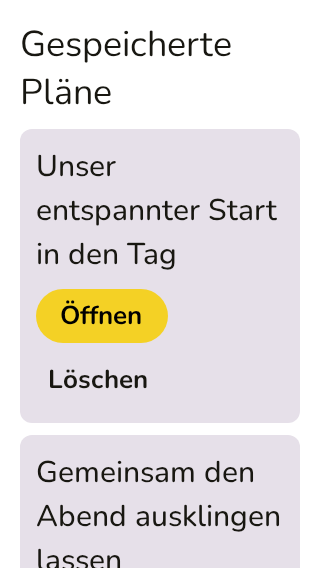 Gespeicherte
Pläne
Unser
entspannter Start
in den Tag
Öffnen
Löschen
Gemeinsam den
Abend ausklingen
lassen